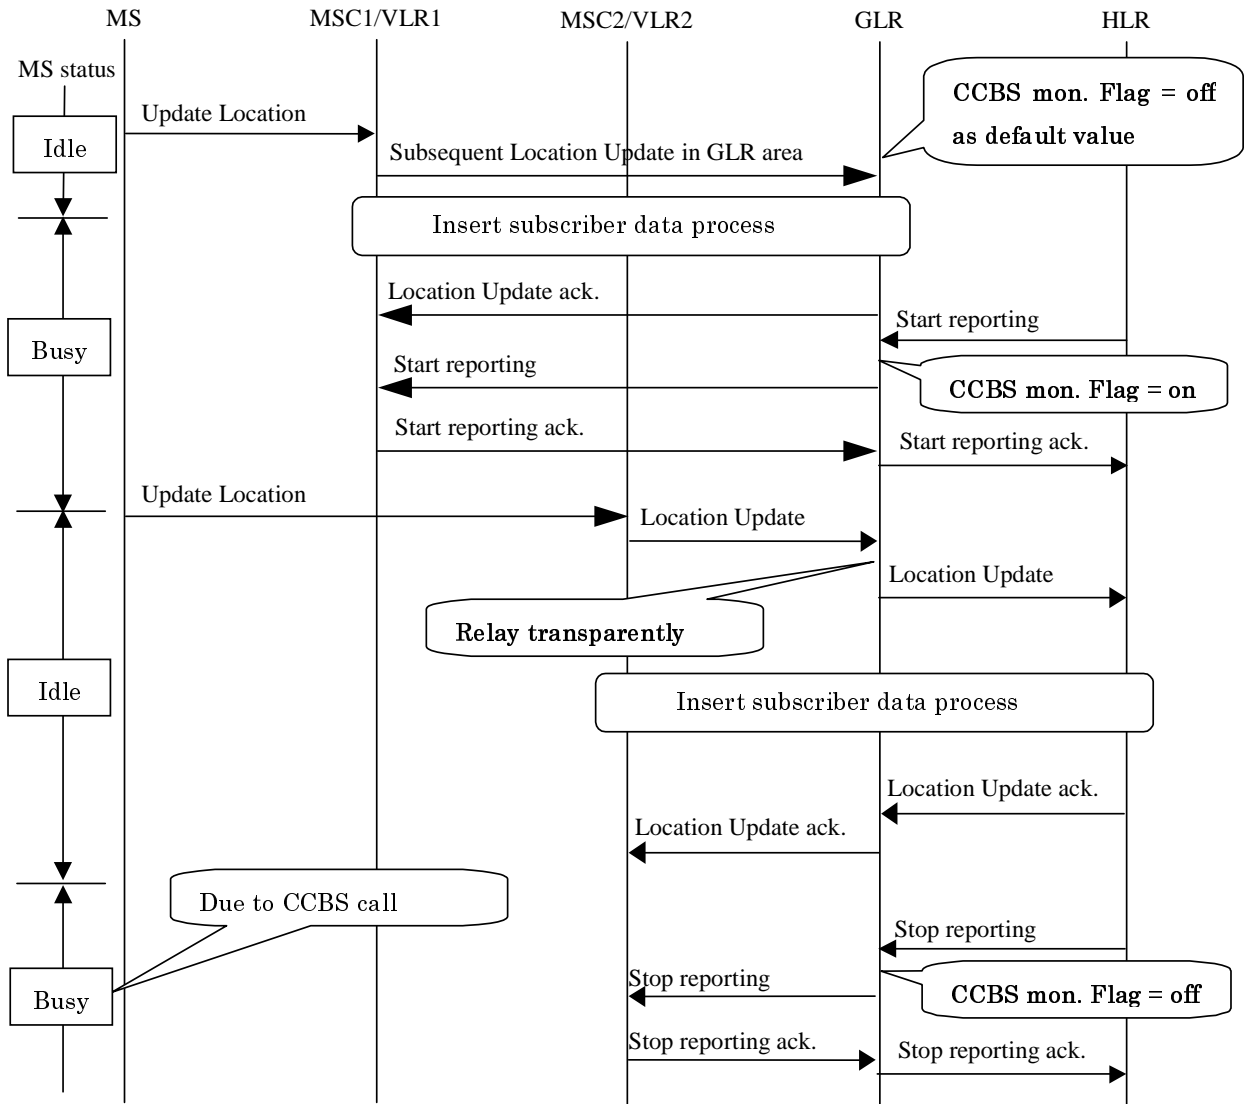 MS
MSC1/VLR1
MSC2/VLR2
GLR
HLR
MS status
CCBS mon. Flag = off
as default value
Update Location
Idle
Subsequent Location Update in GLR area
Insert subscriber data process
Location Update ack.
Start reporting
Busy
Start reporting
CCBS mon. Flag = on
Start reporting ack.
Start reporting ack.
Update Location
Location Update
Location Update
Relay transparently
Idle
Insert subscriber data process
Location Update ack.
Location Update ack.
Due to CCBS call
Stop reporting
Stop reporting
Busy
CCBS mon. Flag = off
Stop reporting ack.
Stop reporting ack.